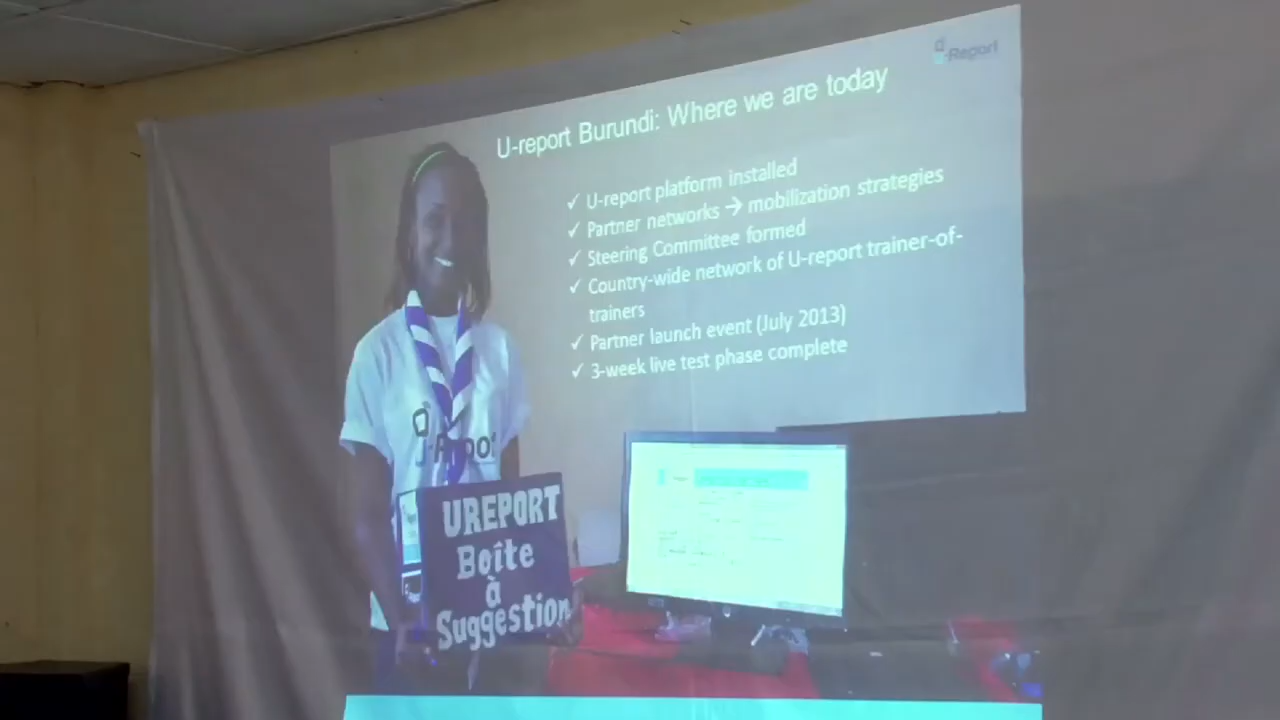 U-Report
U-report Burundi: Where we are today
✓ U-report platform installed
✓ Partner networks → mobilization strategies
✓ Steering Committee formed
✓ Country-wide network of U-report trainer-of-
trainers
✓ Partner launch event (July 2013)
✓ 3-week live test phase complete
UREPORT
Boîte
à
Suggestion